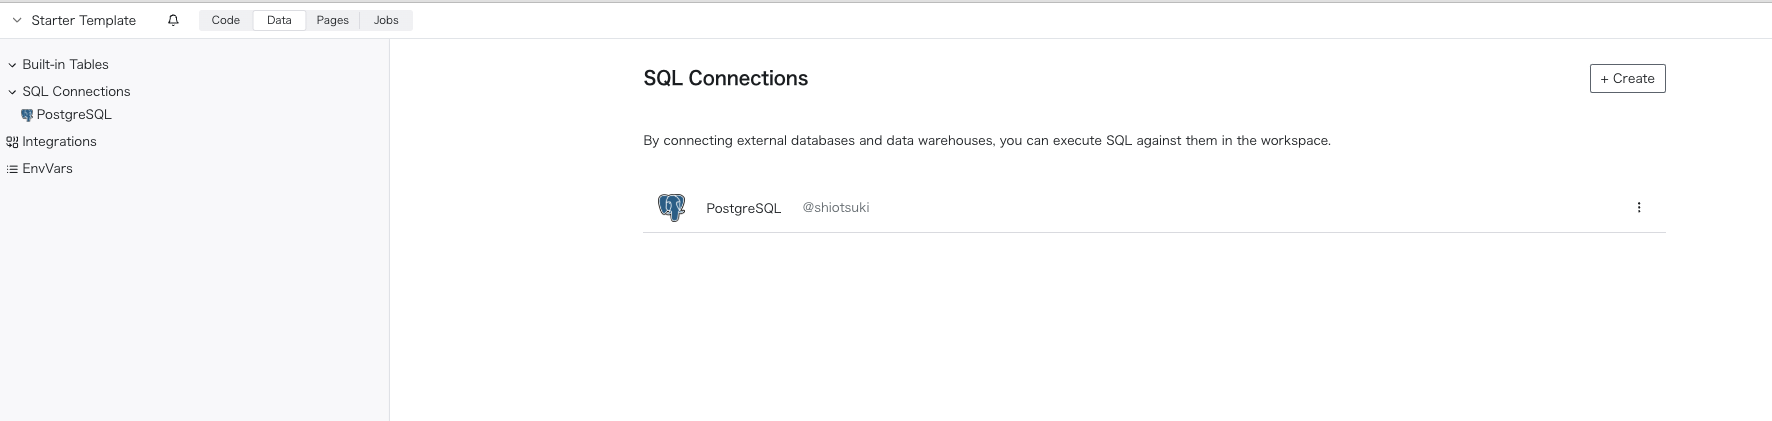 Starter Template
Code Data Pages Jobs
Built-in Tables
SQL Connections
PostgreSQL
Integrations
EnvVars
SQL Connections
+ Create
By connecting external databases and data warehouses, you can execute SQL against them in the workspace.
PostgreSQL @shiotsuki